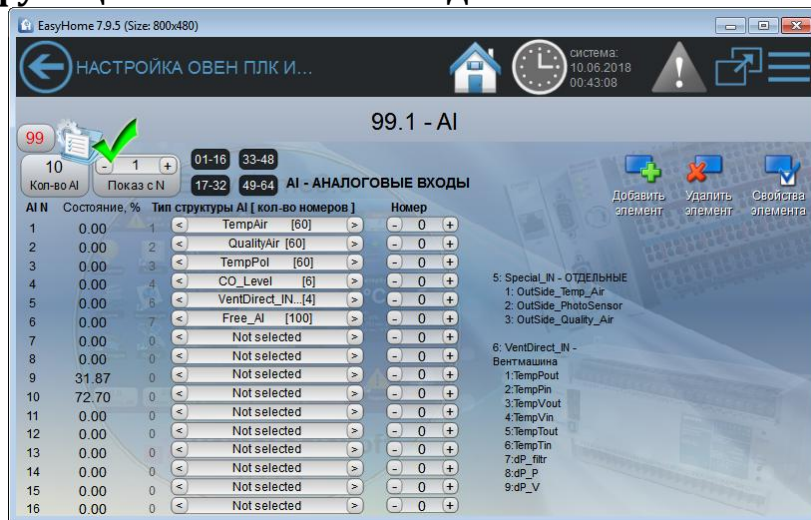 EasyHome 7.9.5 (Size: 800x480)
НАСТРОЙКА ОВЕН ПЛК И...
система:
10.06.2018
00:43:08
99.1 - AI
99
10
Кол-во AI
- 1 +
Показ с N
01-16 33-48
17-32 49-64
AI - АНАЛОГОВЫЕ ВХОДЫ
Добавить элемент
Удалить элемент
Свойства элемента
AI N Состояние, % Тип структуры AI [ кол-во номеров ] Номер
1 0.00 1 < TempAir [60] > - 0 +
2 0.00 2 < QualityAir [60] > - 0 +
3 0.00 3 < TempPol [60] > - 0 +
4 0.00 4 < CO_Level [6] > - 0 +
5 0.00 6 < VentDirect_IN...[4] > - 0 +
6 0.00 7 < Free_AI [100] > - 0 +
7 0.00 0 < Not selected > - 0 +
8 0.00 0 < Not selected > - 0 +
9 31.87 0 < Not selected > - 0 +
10 72.70 0 < Not selected > - 0 +
11 0.00 0 < Not selected > - 0 +
12 0.00 0 < Not selected > - 0 +
13 0.00 0 < Not selected > - 0 +
14 0.00 0 < Not selected > - 0 +
15 0.00 0 < Not selected > - 0 +
16 0.00 0 < Not selected > - 0 +
5: Special_IN - ОТДЕЛЬНЫЕ
1: OutSide_Temp_Air
2: OutSide_PhotoSensor
3: OutSide_Quality_Air
6: VentDirect_IN -
Вентмашина
1:TempPout
2:TempPin
3:TempVout
4:TempVin
5:TempTout
6:TempTin
7:dP_filtr
8:dP_P
9:dP_V